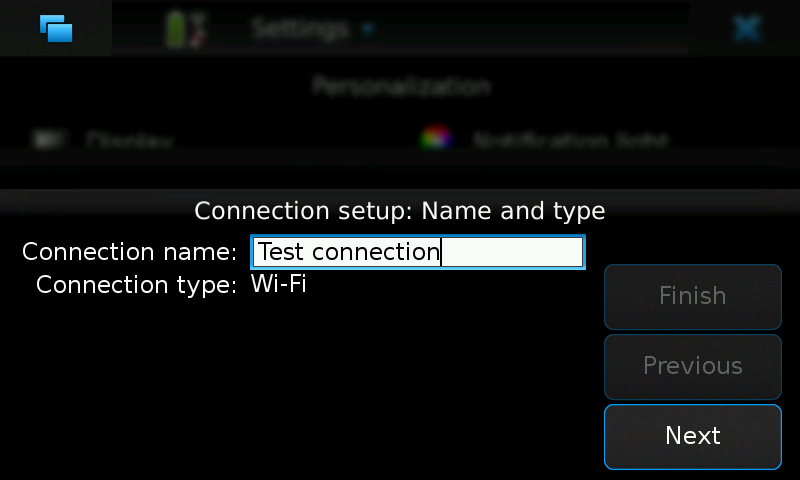 Settings
Personalization
Display
Notification light
Connection setup: Name and type
Connection name: Test connection
Connection type: Wi-Fi
Finish
Previous
Next